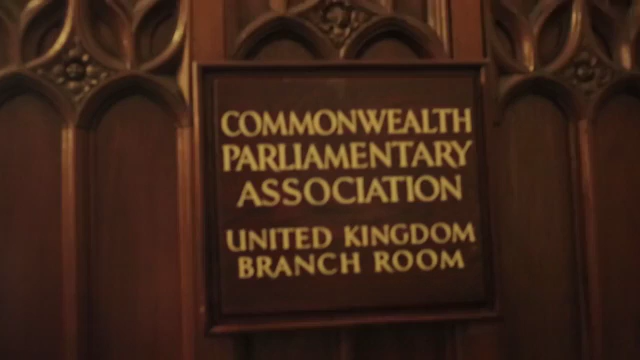 COMMONWEALTH
PARLIAMENTARY
ASSOCIATION
UNITED KINGDOM
BRANCH ROOM